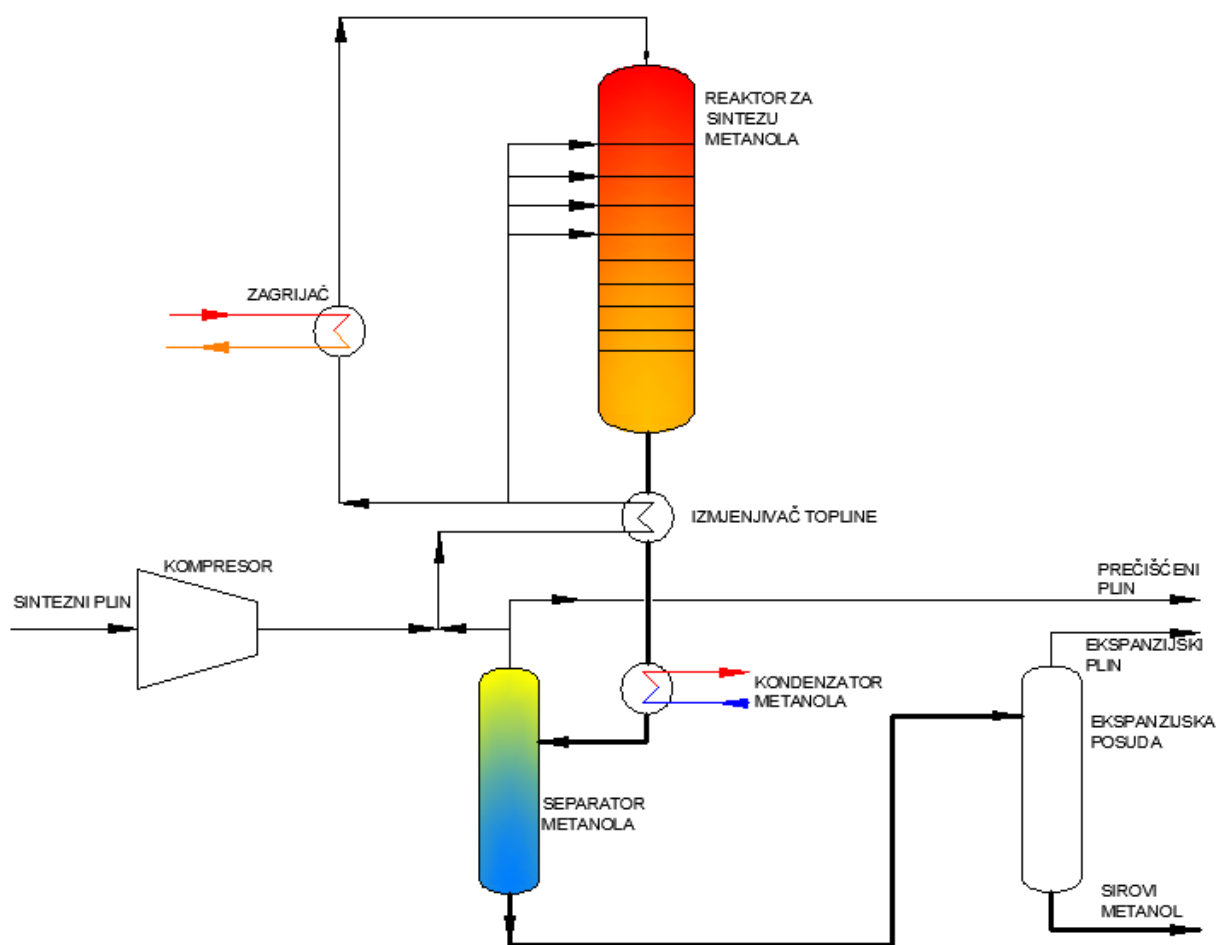 REAKTOR ZA
SINTEZU
METANOLA
ZAGRIJAČ
IZMJENJIVAČ TOPLINE
KOMPRESOR
SINTEZNI PLIN
PREČIŠĆENI
PLIN
EKSPANZIJSKI
PLIN
KONDENZATOR
METANOLA
EKSPANZIJSKA
POSUDA
SEPARATOR
METANOLA
SIROVI
METANOL